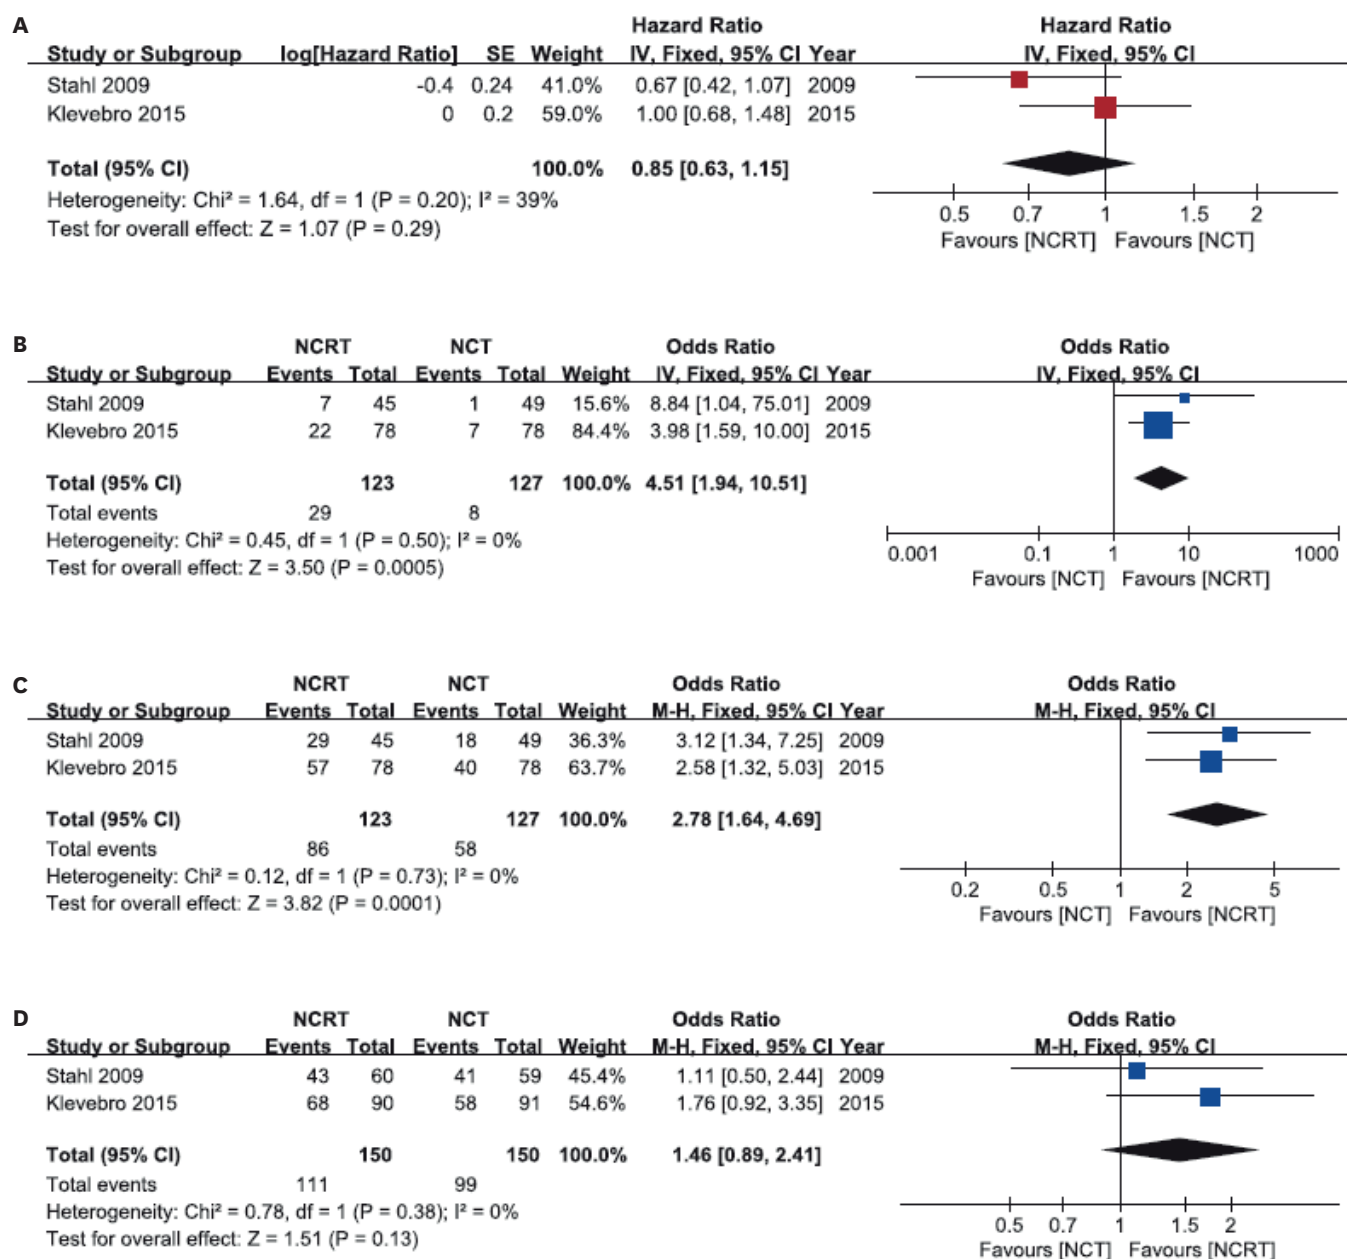 A
Hazard Ratio Hazard Ratio
Study or Subgroup log[Hazard Ratio] SE Weight IV, Fixed, 95% CI Year IV, Fixed, 95% CI
Stahl 2009 -0.4 0.24 41.0% 0.67 [0.42, 1.07] 2009
Klevebro 2015 0 0.2 59.0% 1.00 [0.68, 1.48] 2015
Total (95% CI) 100.0% 0.85 [0.63, 1.15]
Heterogeneity: Chi² = 1.64, df = 1 (P = 0.20); I² = 39%
Test for overall effect: Z = 1.07 (P = 0.29)
0.5 0.7 1 1.5 2
Favours [NCRT] Favours [NCT]
B
NCRT NCT Odds Ratio Odds Ratio
Study or Subgroup Events Total Events Total Weight IV, Fixed, 95% CI Year IV, Fixed, 95% CI
Stahl 2009 7 45 1 49 15.6% 8.84 [1.04, 75.01] 2009
Klevebro 2015 22 78 7 78 84.4% 3.98 [1.59, 10.00] 2015
Total (95% CI) 123 127 100.0% 4.51 [1.94, 10.51]
Total events 29 8
Heterogeneity: Chi² = 0.45, df = 1 (P = 0.50); I² = 0%
Test for overall effect: Z = 3.50 (P = 0.0005)
0.001 0.1 1 10 1000
Favours [NCT] Favours [NCRT]
C
NCRT NCT Odds Ratio Odds Ratio
Study or Subgroup Events Total Events Total Weight M-H, Fixed, 95% CI Year M-H, Fixed, 95% CI
Stahl 2009 29 45 18 49 36.3% 3.12 [1.34, 7.25] 2009
Klevebro 2015 57 78 40 78 63.7% 2.58 [1.32, 5.03] 2015
Total (95% CI) 123 127 100.0% 2.78 [1.64, 4.69]
Total events 86 58
Heterogeneity: Chi² = 0.12, df = 1 (P = 0.73); I² = 0%
Test for overall effect: Z = 3.82 (P = 0.0001)
0.2 0.5 1 2 5
Favours [NCT] Favours [NCRT]
D
NCRT NCT Odds Ratio Odds Ratio
Study or Subgroup Events Total Events Total Weight M-H, Fixed, 95% CI Year M-H, Fixed, 95% CI
Stahl 2009 43 60 41 59 45.4% 1.11 [0.50, 2.44] 2009
Klevebro 2015 68 90 58 91 54.6% 1.76 [0.92, 3.35] 2015
Total (95% CI) 150 150 100.0% 1.46 [0.89, 2.41]
Total events 111 99
Heterogeneity: Chi² = 0.78, df = 1 (P = 0.38); I² = 0%
Test for overall effect: Z = 1.51 (P = 0.13)
0.5 0.7 1 1.5 2
Favours [NCT] Favours [NCRT]